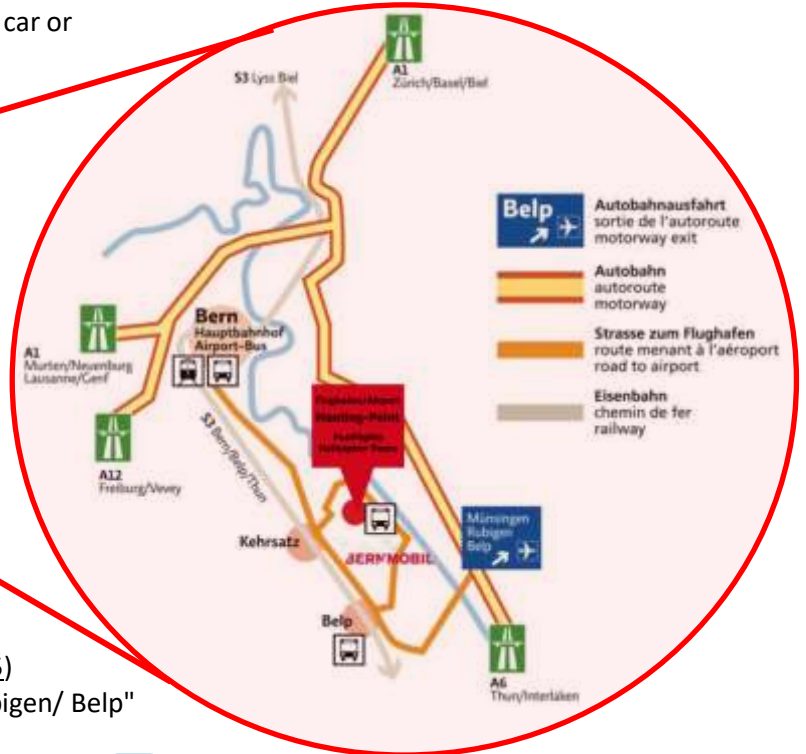 car or
S3 Lyss Biel
A1
Zürich/Basel/Biel
Belp
Autobahnausfahrt
sortie de l'autoroute
motorway exit
Autobahn
autoroute
motorway
Bern
Hauptbahnhof
Airport-Bus
Strasse zum Flughafen
route menant à l'aéroport
road to airport
A1
Murten/Neuenburg
Lausanne/Genf
Eisenbahn
chemin de fer
railway
Meeting-Point
A12
Freiburg/Vevey
S3 Bern/Belp/Thun
Münsingen
Rubigen
Belp
Kehrsatz
BERNMOBIL
Belp
A6
Thun/Interlaken
bigen/ Belp"